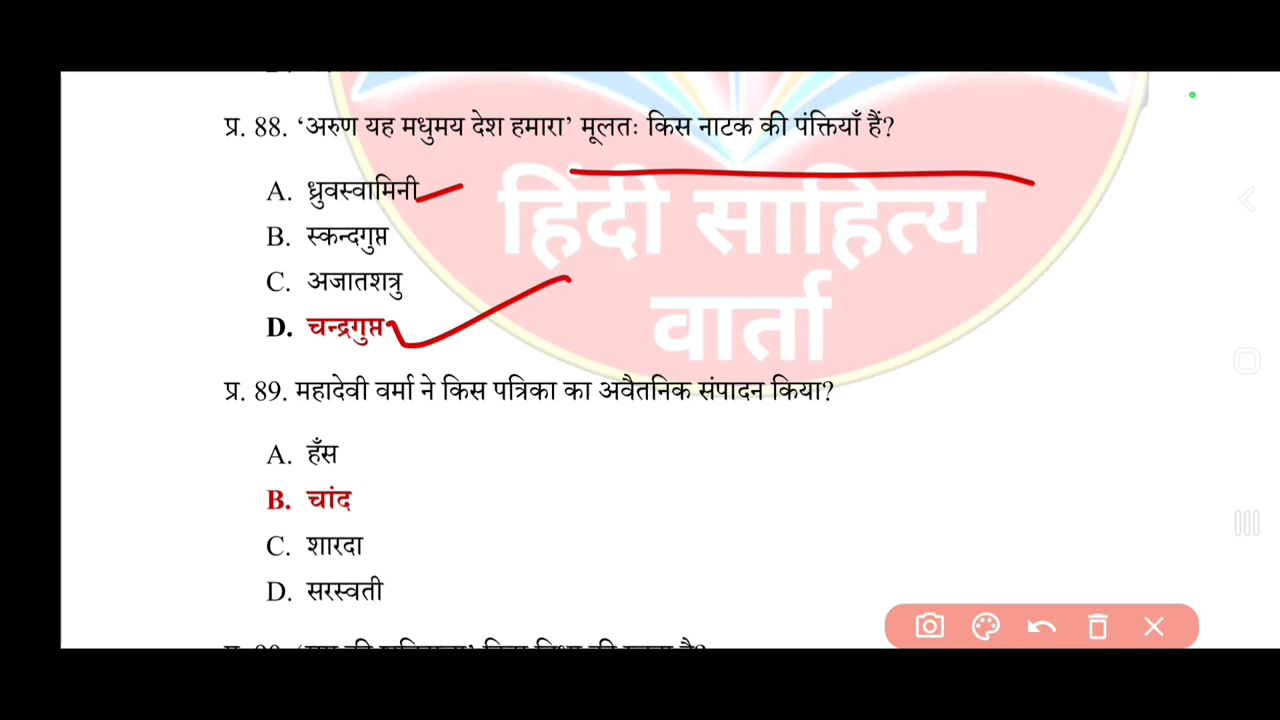 प्र. 88. ‘अरुण यह मधुमय देश हमारा’ मूलतः किस नाटक की पंक्तियाँ हैं?
A. ध्रुवस्वामिनी
B. स्कन्दगुप्त
C. अजातशत्रु
D. चन्द्रगुप्त
हिंदी साहित्य
वार्ता
प्र. 89. महादेवी वर्मा ने किस पत्रिका का अवैतनिक संपादन किया?
A. हँस
B. चांद
C. शारदा
D. सरस्वती